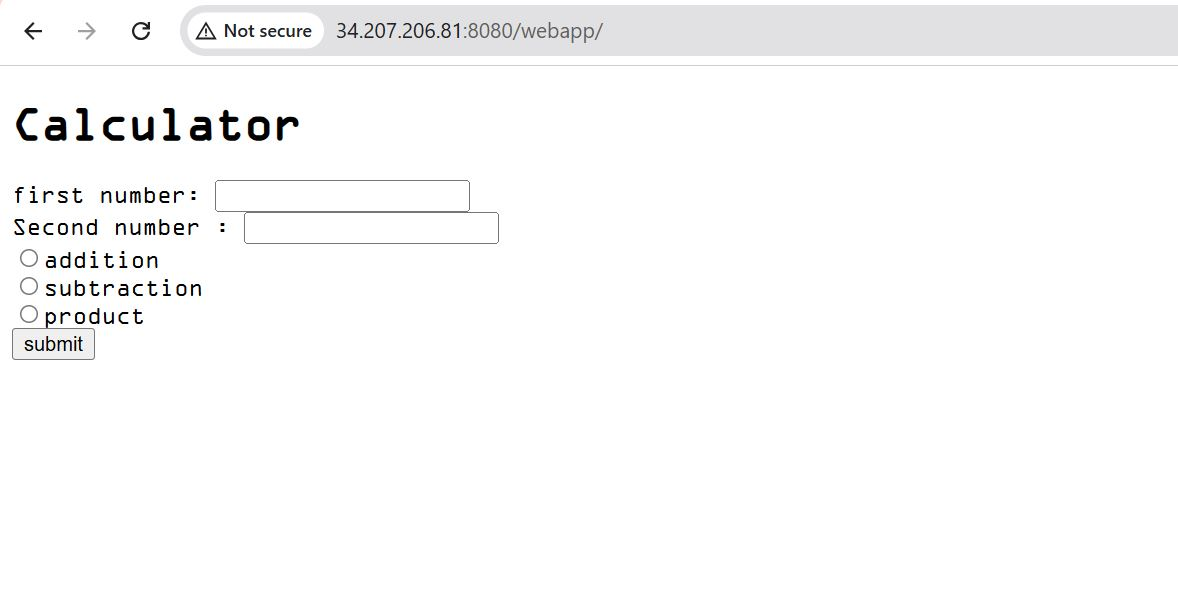 Not secure 34.207.206.81:8080/webapp/
Calculator
first number:
Second number :
addition
subtraction
product
submit